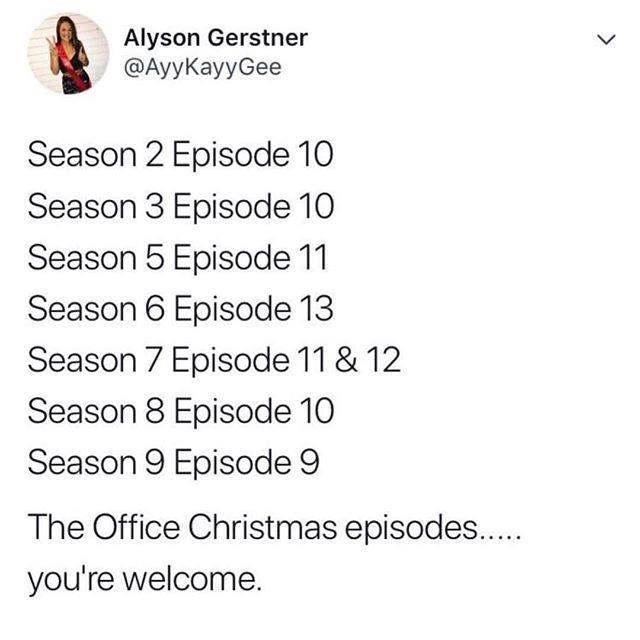 Alyson Gerstner
@AyyKayyGee
Season 2 Episode 10
Season 3 Episode 10
Season 5 Episode 11
Season 6 Episode 13
Season 7 Episode 11 & 12
Season 8 Episode 10
Season 9 Episode 9
The Office Christmas episodes.....
you're welcome.